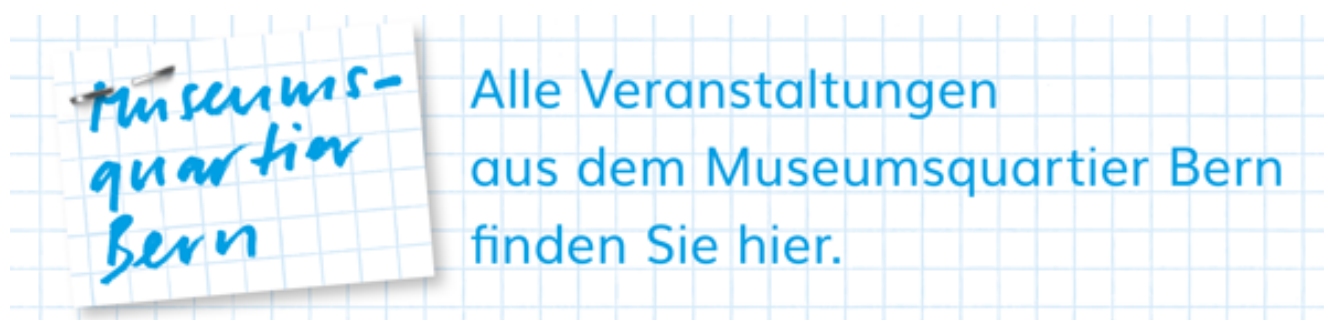 Museums-
quartier
Bern
Alle Veranstaltungen
aus dem Museumsquartier Bern
finden Sie hier.